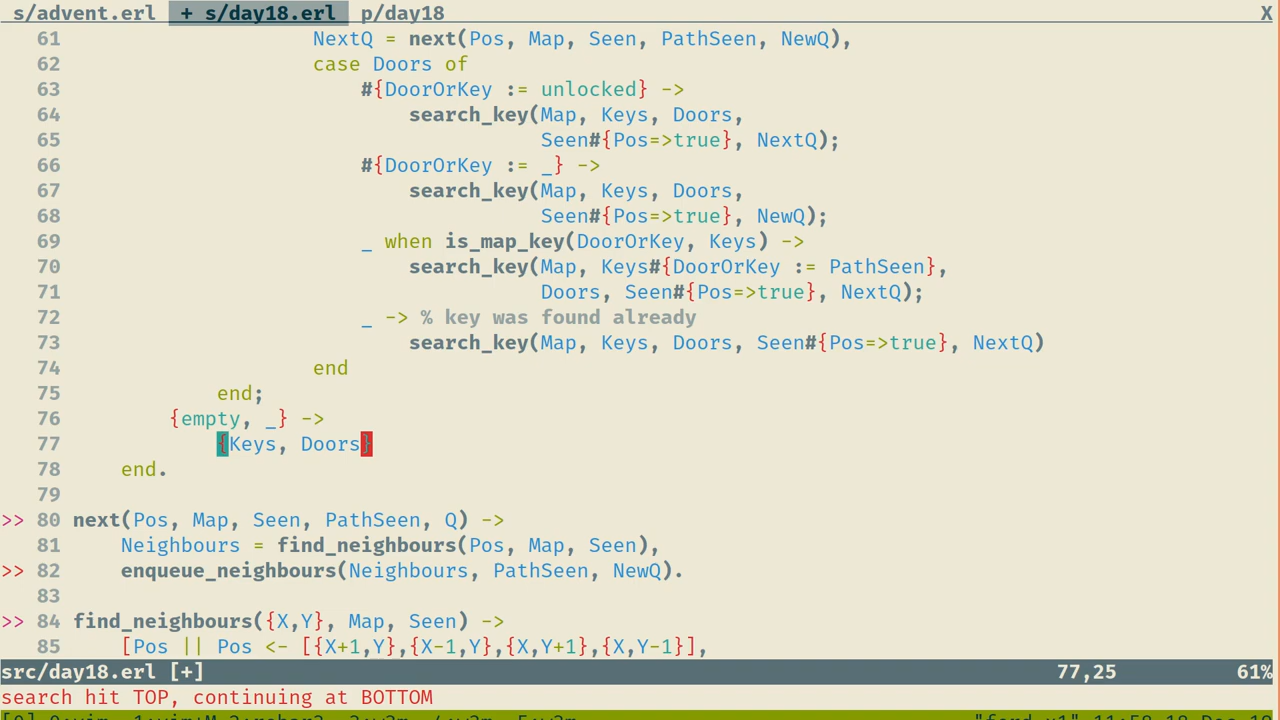 s/advent.erl + s/day18.erl p/day18 X
61 NextQ = next(Pos, Map, Seen, PathSeen, NewQ),
62 case Doors of
63 #{DoorOrKey := unlocked} ->
64 search_key(Map, Keys, Doors,
65 Seen#{Pos=>true}, NextQ);
66 #{DoorOrKey := _} ->
67 search_key(Map, Keys, Doors,
68 Seen#{Pos=>true}, NewQ);
69 _ when is_map_key(DoorOrKey, Keys) ->
70 search_key(Map, Keys#{DoorOrKey := PathSeen},
71 Doors, Seen#{Pos=>true}, NextQ);
72 _ -> % key was found already
73 search_key(Map, Keys, Doors, Seen#{Pos=>true}, NextQ)
74 end
75 end;
76 {empty, _} ->
77 {Keys, Doors}
78 end.
79
>> 80 next(Pos, Map, Seen, PathSeen, Q) ->
81 Neighbours = find_neighbours(Pos, Map, Seen),
>> 82 enqueue_neighbours(Neighbours, PathSeen, NewQ).
83
>> 84 find_neighbours({X,Y}, Map, Seen) ->
85 [Pos || Pos <- [{X+1,Y},{X-1,Y},{X,Y+1},{X,Y-1}],
src/day18.erl [+] 77,25 61%
search hit TOP, continuing at BOTTOM